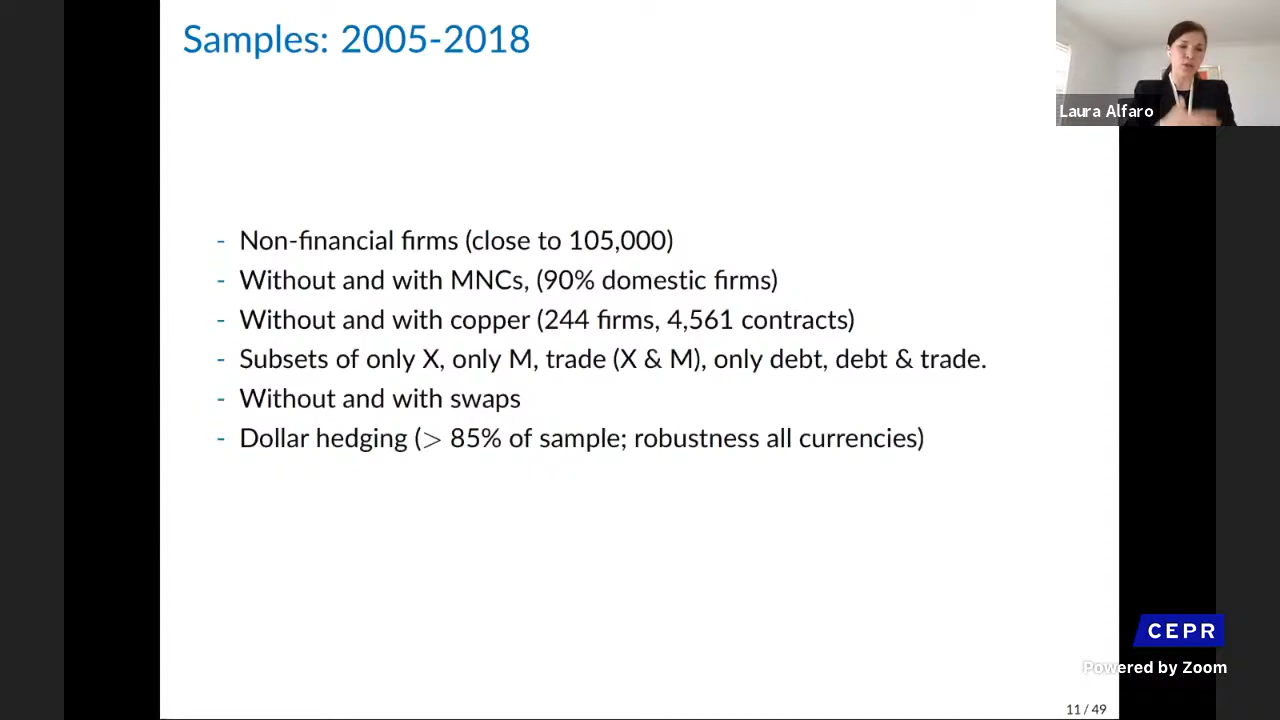 Samples: 2005-2018
Laura Alfaro
- Non-financial firms (close to 105,000)
- Without and with MNCs, (90% domestic firms)
- Without and with copper (244 firms, 4,561 contracts)
- Subsets of only X, only M, trade (X & M), only debt, debt & trade.
- Without and with swaps
- Dollar hedging (> 85% of sample; robustness all currencies)
CEPR
Powered by Zoom
11 / 49